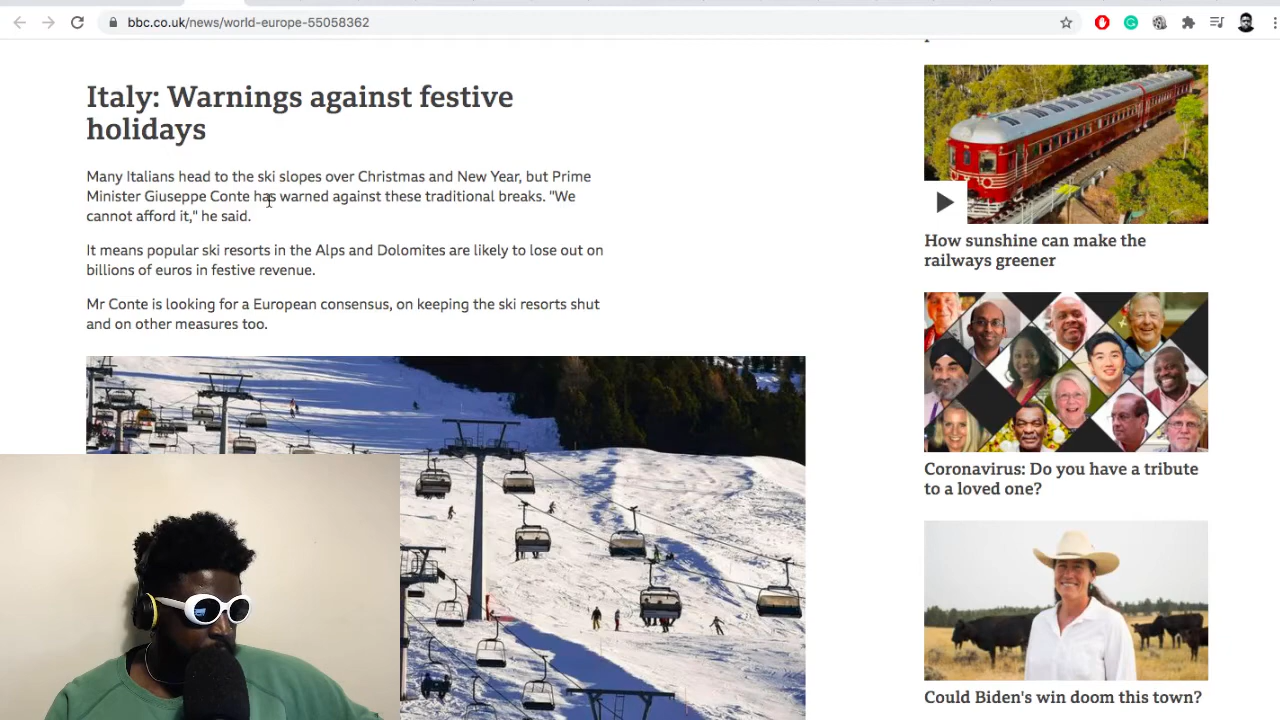 bbc.co.uk/news/world-europe-55058362
Italy: Warnings against festive
holidays
Many Italians head to the ski slopes over Christmas and New Year, but Prime
Minister Giuseppe Conte has warned against these traditional breaks. "We
cannot afford it," he said.
It means popular ski resorts in the Alps and Dolomites are likely to lose out on
billions of euros in festive revenue.
Mr Conte is looking for a European consensus, on keeping the ski resorts shut
and on other measures too.
How sunshine can make the
railways greener
Coronavirus: Do you have a tribute
to a loved one?
Could Biden's win doom this town?